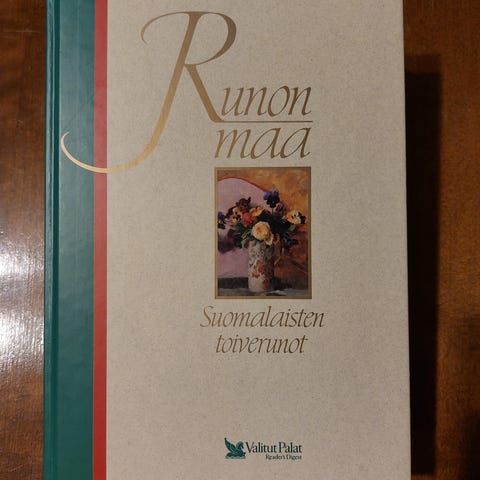 Runon
maa
Suomalaisten
toiverunot
Valitut Palat
Reader's Digest